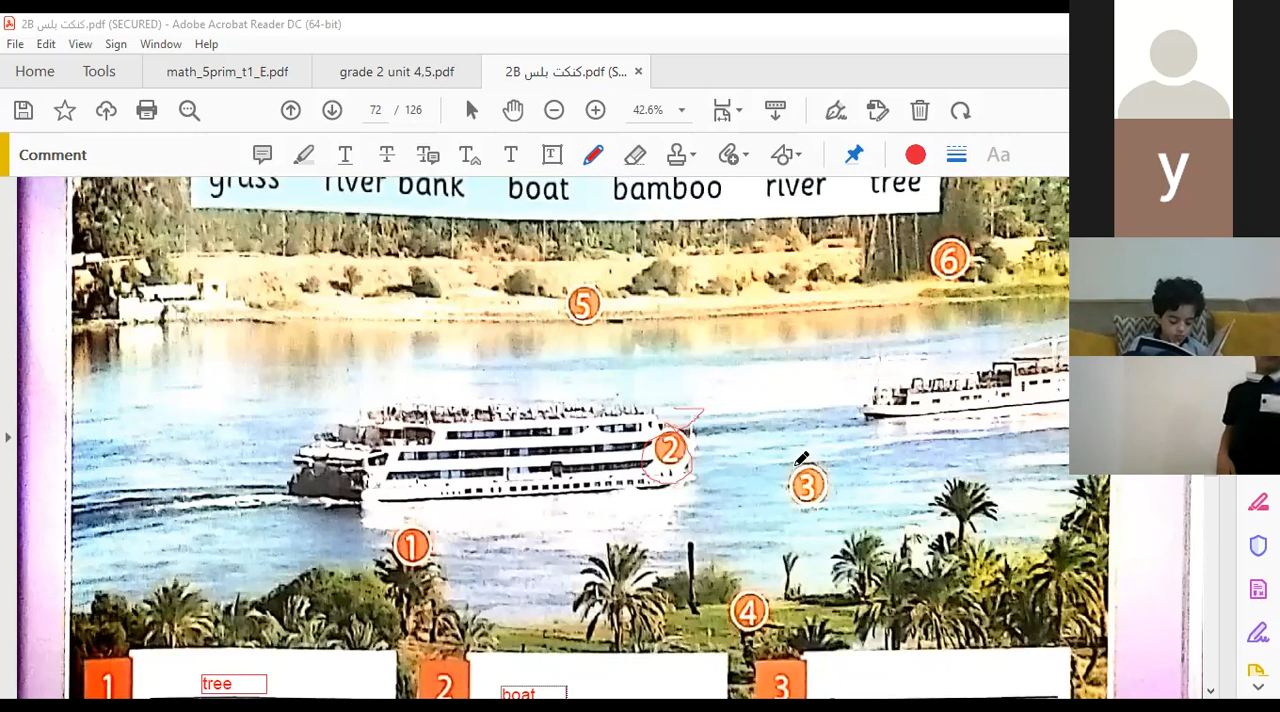 2B كنكت بلس.pdf (SECURED) - Adobe Acrobat Reader DC (64-bit)
File Edit View Sign Window Help
Home Tools math_5prim_t1_E.pdf grade 2 unit 4,5.pdf 2B كنكت بلس.pdf (S... ×
72 / 126 42.6%
Comment Aa
y
grass river bank boat bamboo river tree
6
5
2
3
1
4
1 tree 2 boat 3